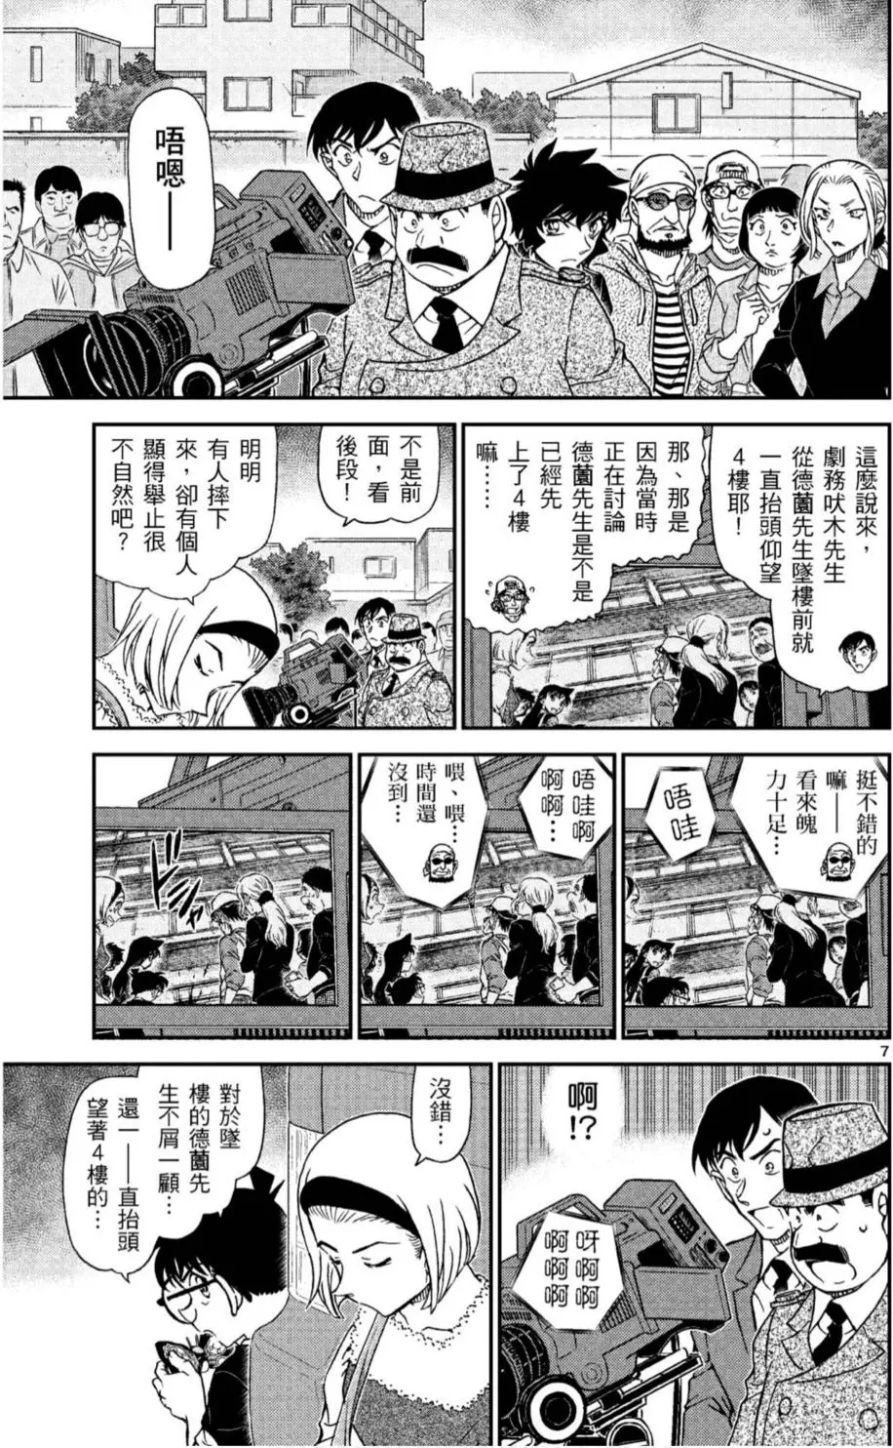 唔嗯——
這麼說來，
劇務吠木先生
從德薗先生墜樓前就
一直抬頭仰望
4樓耶！
那、那是
因為當時
正在討論
德薗先生是不是
已經先
上了4樓
嘛……
不是前
面，看
後段！
明明
有人摔下
來，卻有個人
顯得舉止很
不自然吧？
挺不錯的
嘛——
看來魄
力十足…
唔哇
唔哇啊
啊啊…
喂、喂…
時間還
沒到…
咚
7
啊!?
呀啊啊
啊啊啊
沒錯…
對於墜
樓的德薗先
生不屑一顧…
還一——直抬頭
望著4樓的…